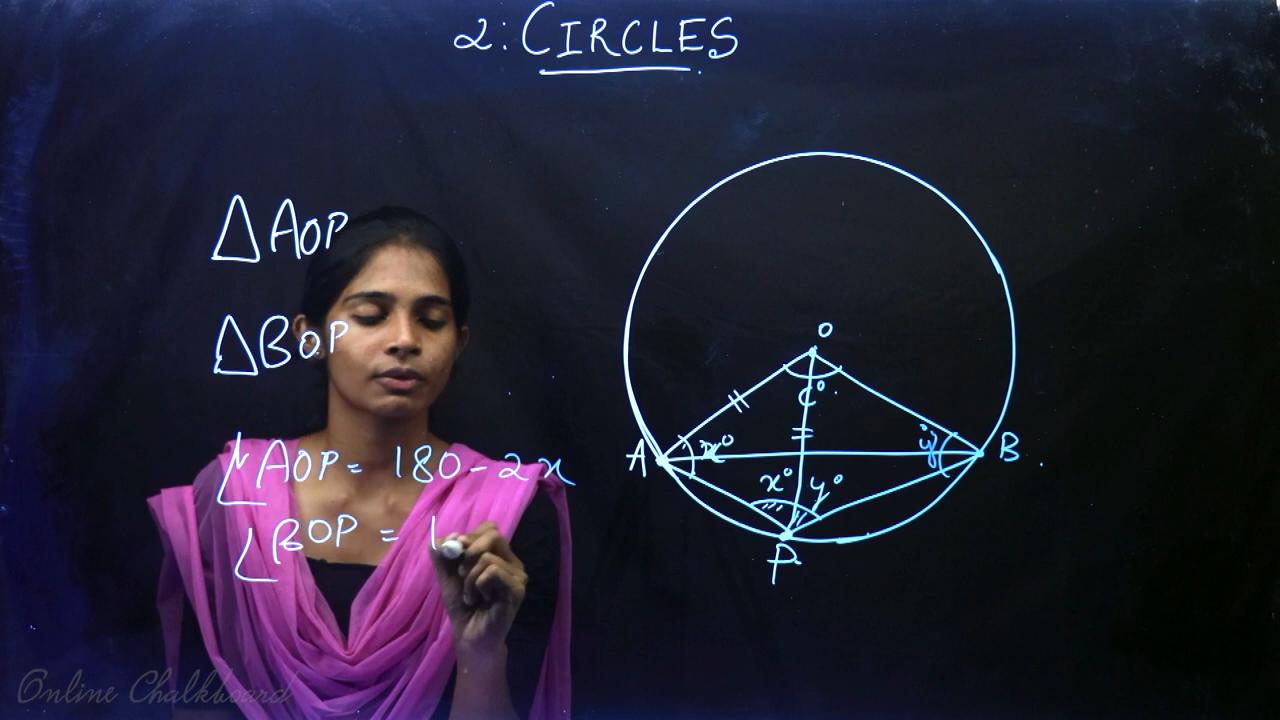 2: CIRCLES
△AOP
△BOP
∠AOP = 180 - 2x
∠BOP = 1
O
C°
A
x°
y°
B
x° y°
P
Online Chalkboard